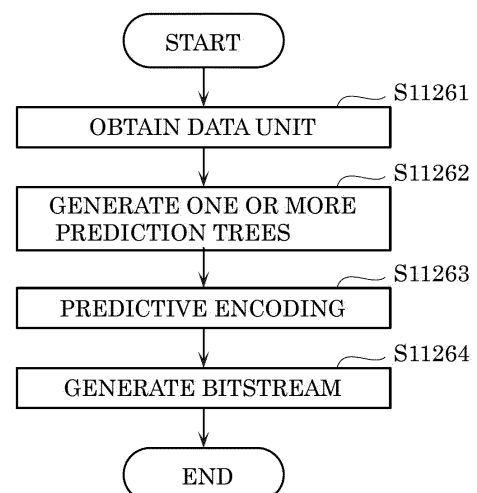 START
S11261
OBTAIN DATA UNIT
S11262
GENERATE ONE OR MORE
PREDICTION TREES
S11263
PREDICTIVE ENCODING
S11264
GENERATE BITSTREAM
END